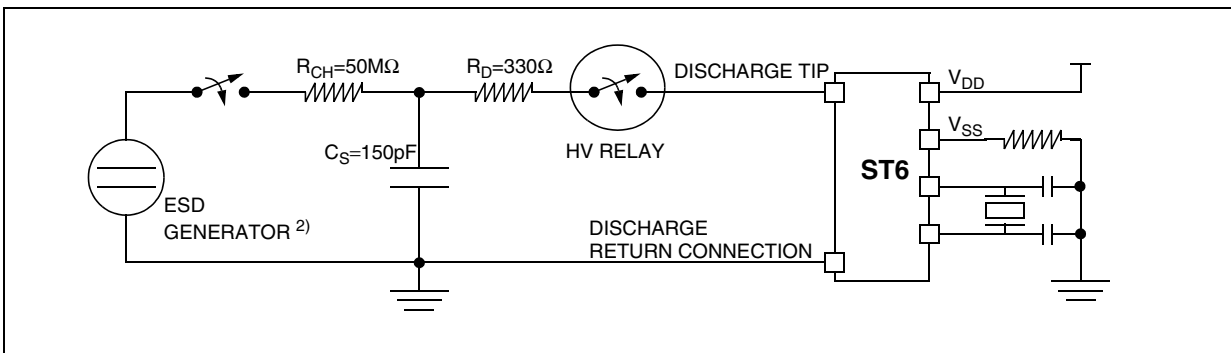 R_CH=50MΩ
R_D=330Ω
DISCHARGE TIP
V_DD
V_SS
C_S=150pF
HV RELAY
ST6
ESD
GENERATOR 2)
DISCHARGE
RETURN CONNECTION